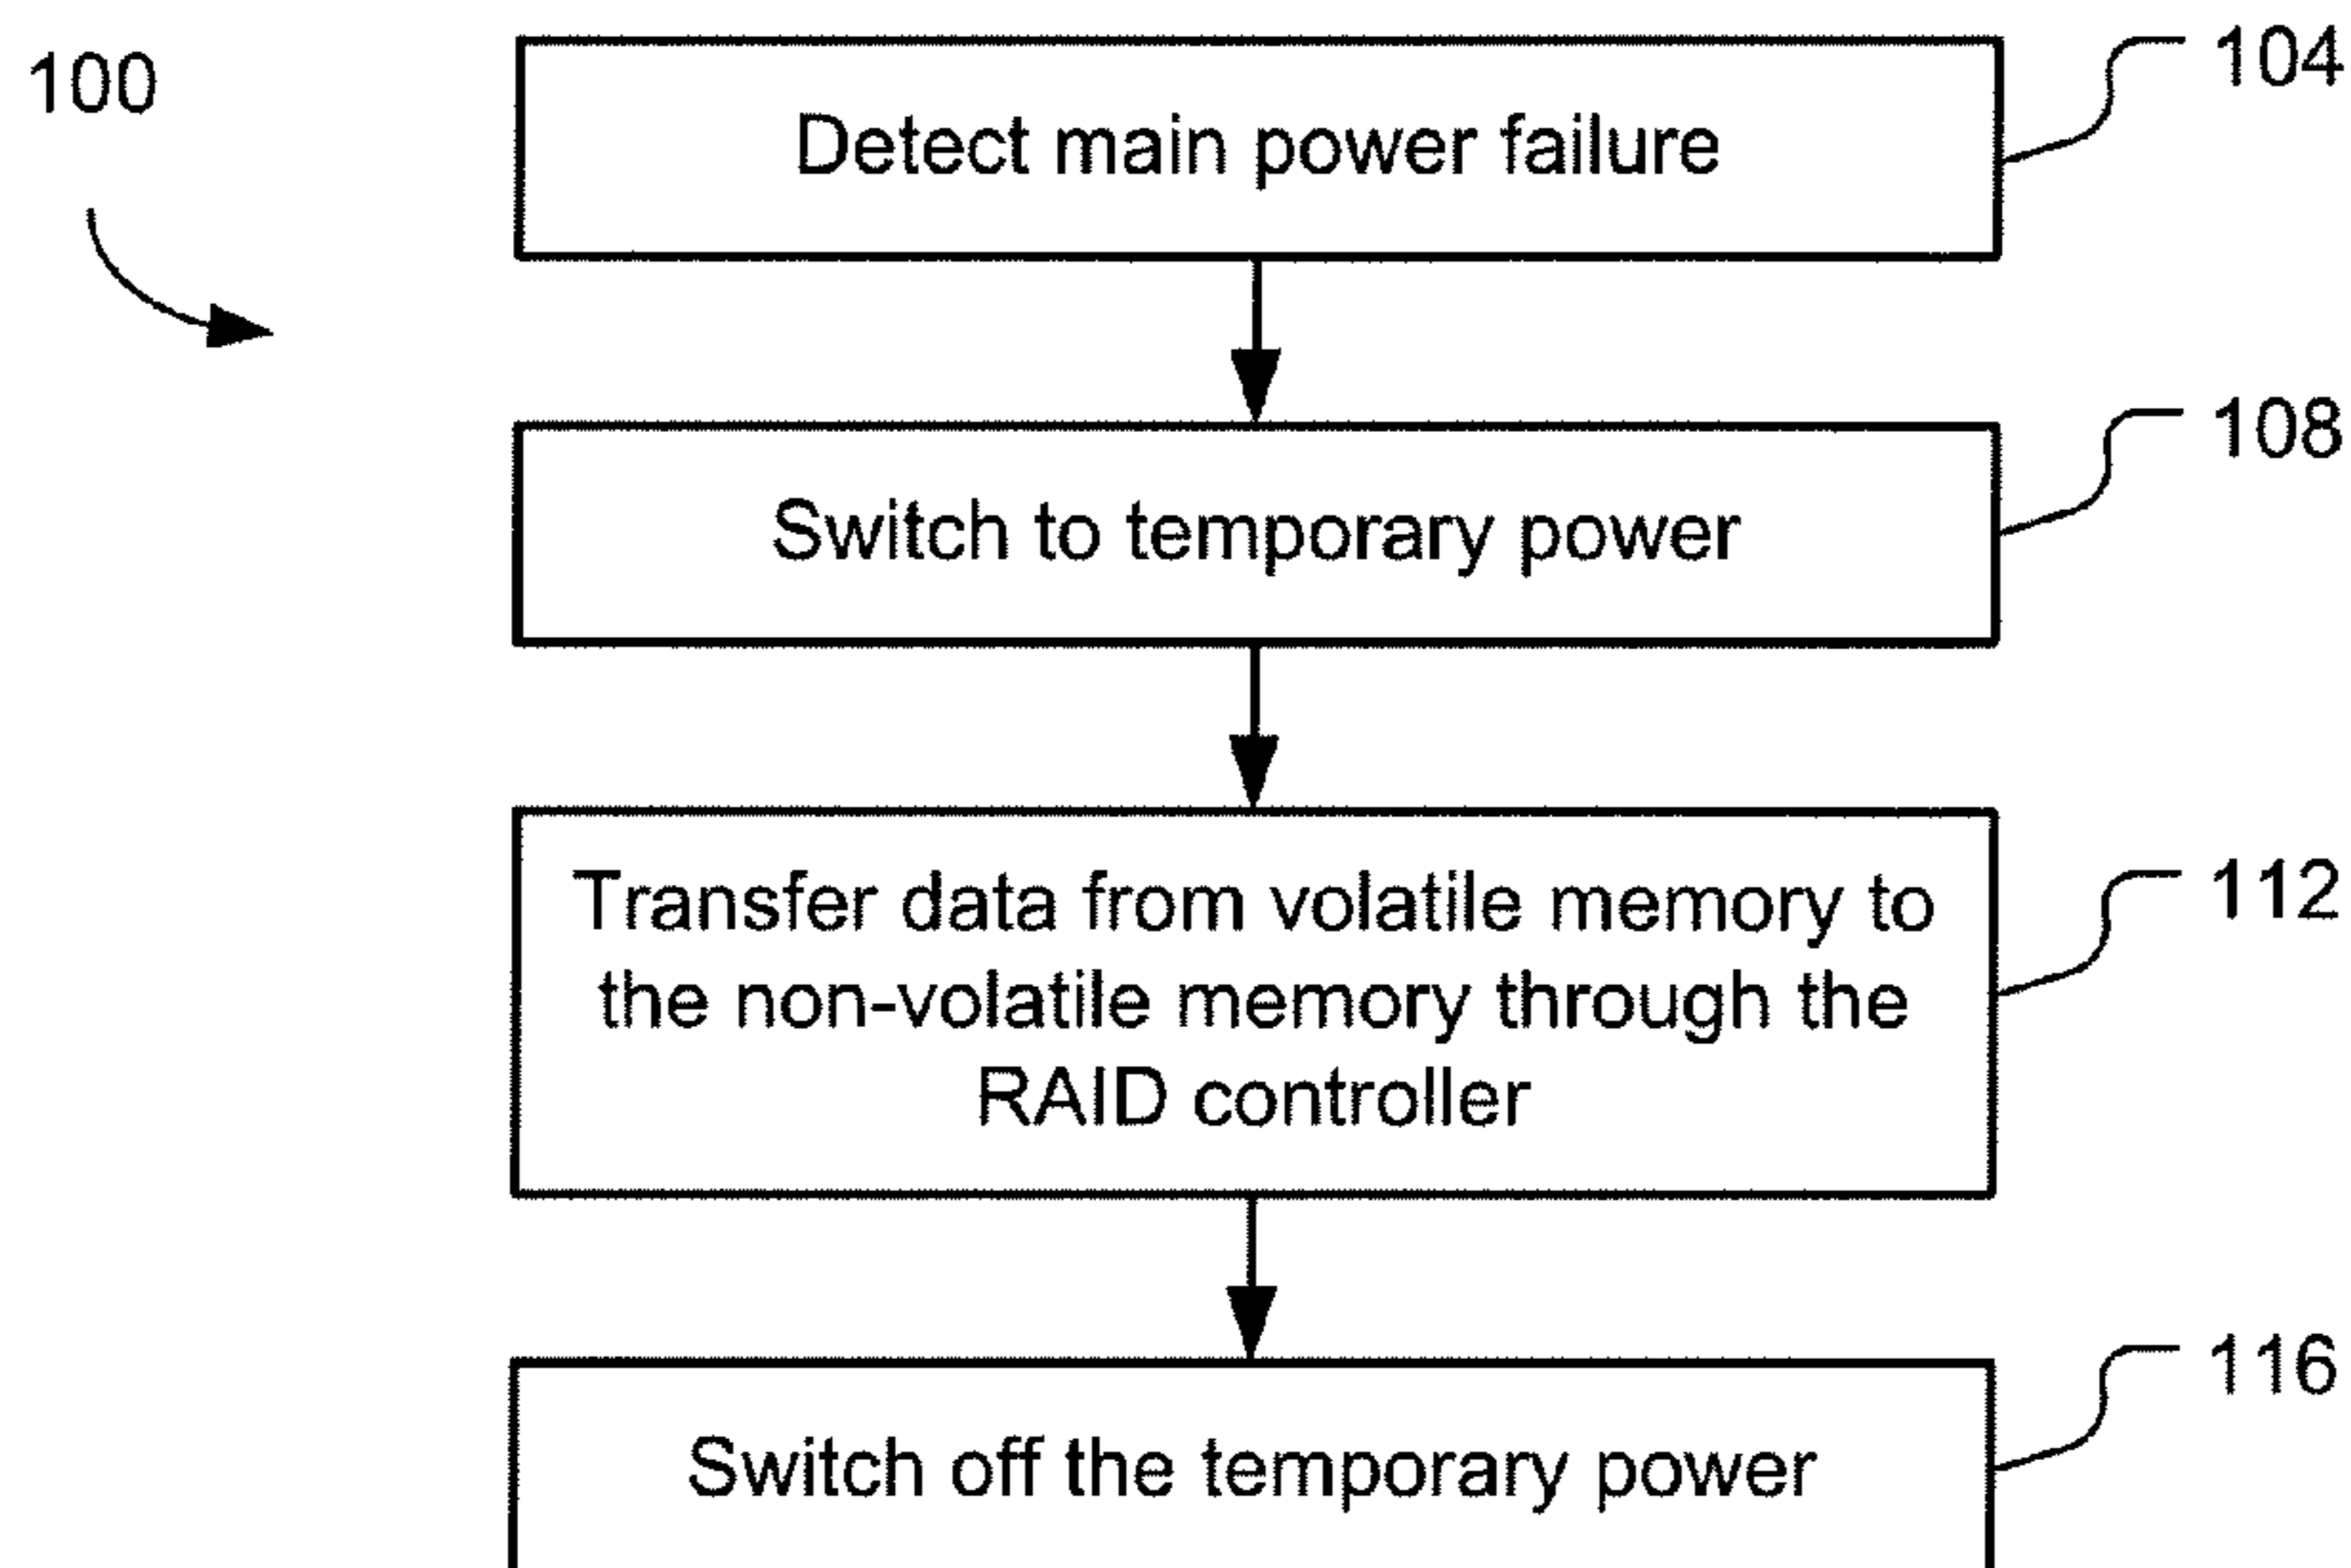 100
Detect main power failure
104
Switch to temporary power
108
Transfer data from volatile memory to
the non-volatile memory through the
RAID controller
112
Switch off the temporary power
116